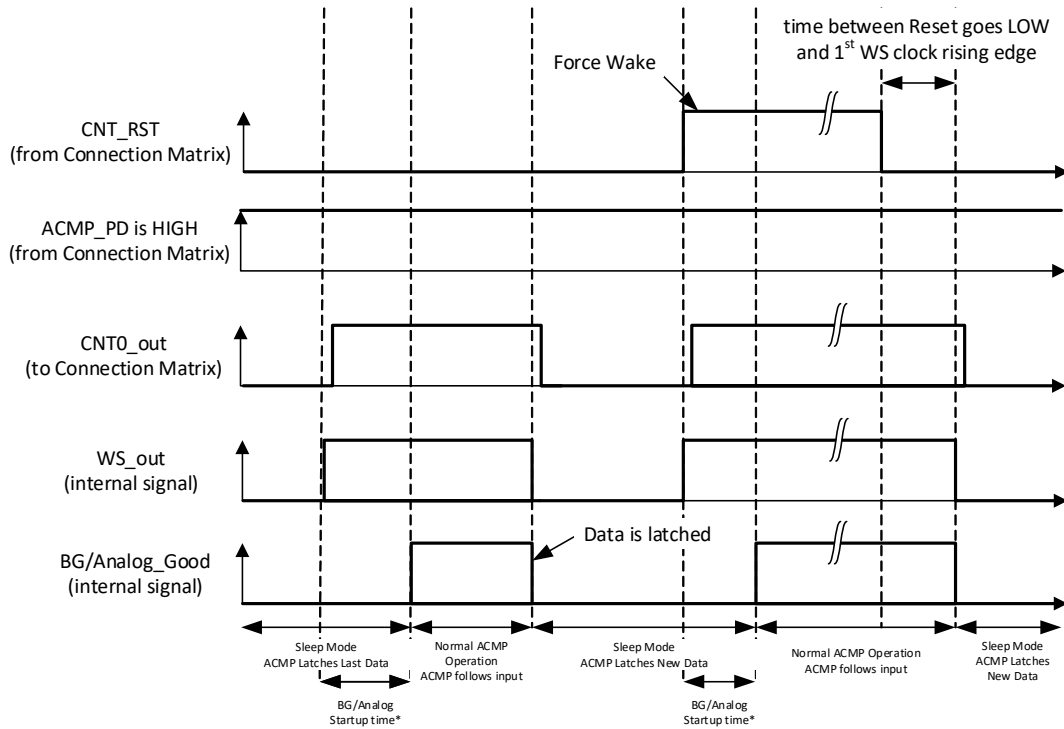 time between Reset goes LOW
and 1st WS clock rising edge
Force Wake
CNT_RST
(from Connection Matrix)
ACMP_PD is HIGH
(from Connection Matrix)
CNT0_out
(to Connection Matrix)
WS_out
(internal signal)
Data is latched
BG/Analog_Good
(internal signal)
Sleep Mode
ACMP Latches Last Data
Normal ACMP
Operation
ACMP follows input
Sleep Mode
ACMP Latches New Data
Normal ACMP Operation
ACMP follows input
Sleep Mode
ACMP Latches
New Data
BG/Analog
Startup time*
BG/Analog
Startup time*